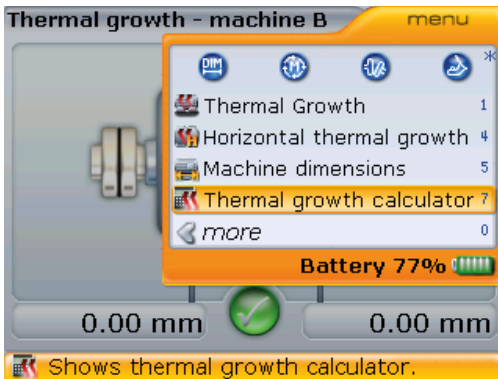 Thermal growth - machine B
menu
DIM
M
*
Thermal Growth 1
Horizontal thermal growth 4
Machine dimensions 5
Thermal growth calculator 7
more 0
Battery 77%
0.00 mm 0.00 mm
Shows thermal growth calculator.